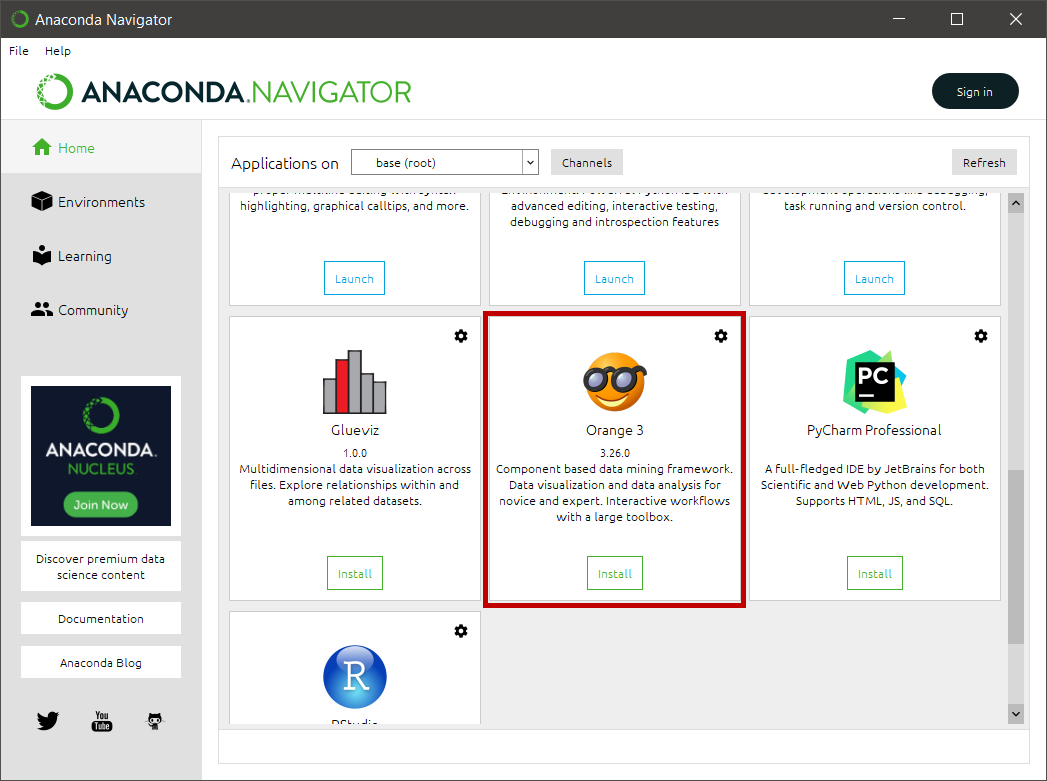 Anaconda Navigator
File Help
ANACONDA.NAVIGATOR
Sign in
Home
Environments
Learning
Community
ANACONDA.
NUCLEUS
Join Now
Discover premium data
science content
Documentation
Anaconda Blog
You
Tube
Applications on base (root) Channels Refresh
highlighting, graphical calltips, and more.
Launch
advanced editing, interactive testing,
debugging and introspection features
Launch
task running and version control.
Launch
Glueviz
1.0.0
Multidimensional data visualization across
files. Explore relationships within and
among related datasets.
Install
Orange 3
3.26.0
Component based data mining framework.
Data visualization and data analysis for
novice and expert. Interactive workflows
with a large toolbox.
Install
PC
PyCharm Professional
A full-fledged IDE by JetBrains for both
Scientific and Web Python development.
Supports HTML, JS, and SQL.
Install
R
RStudio